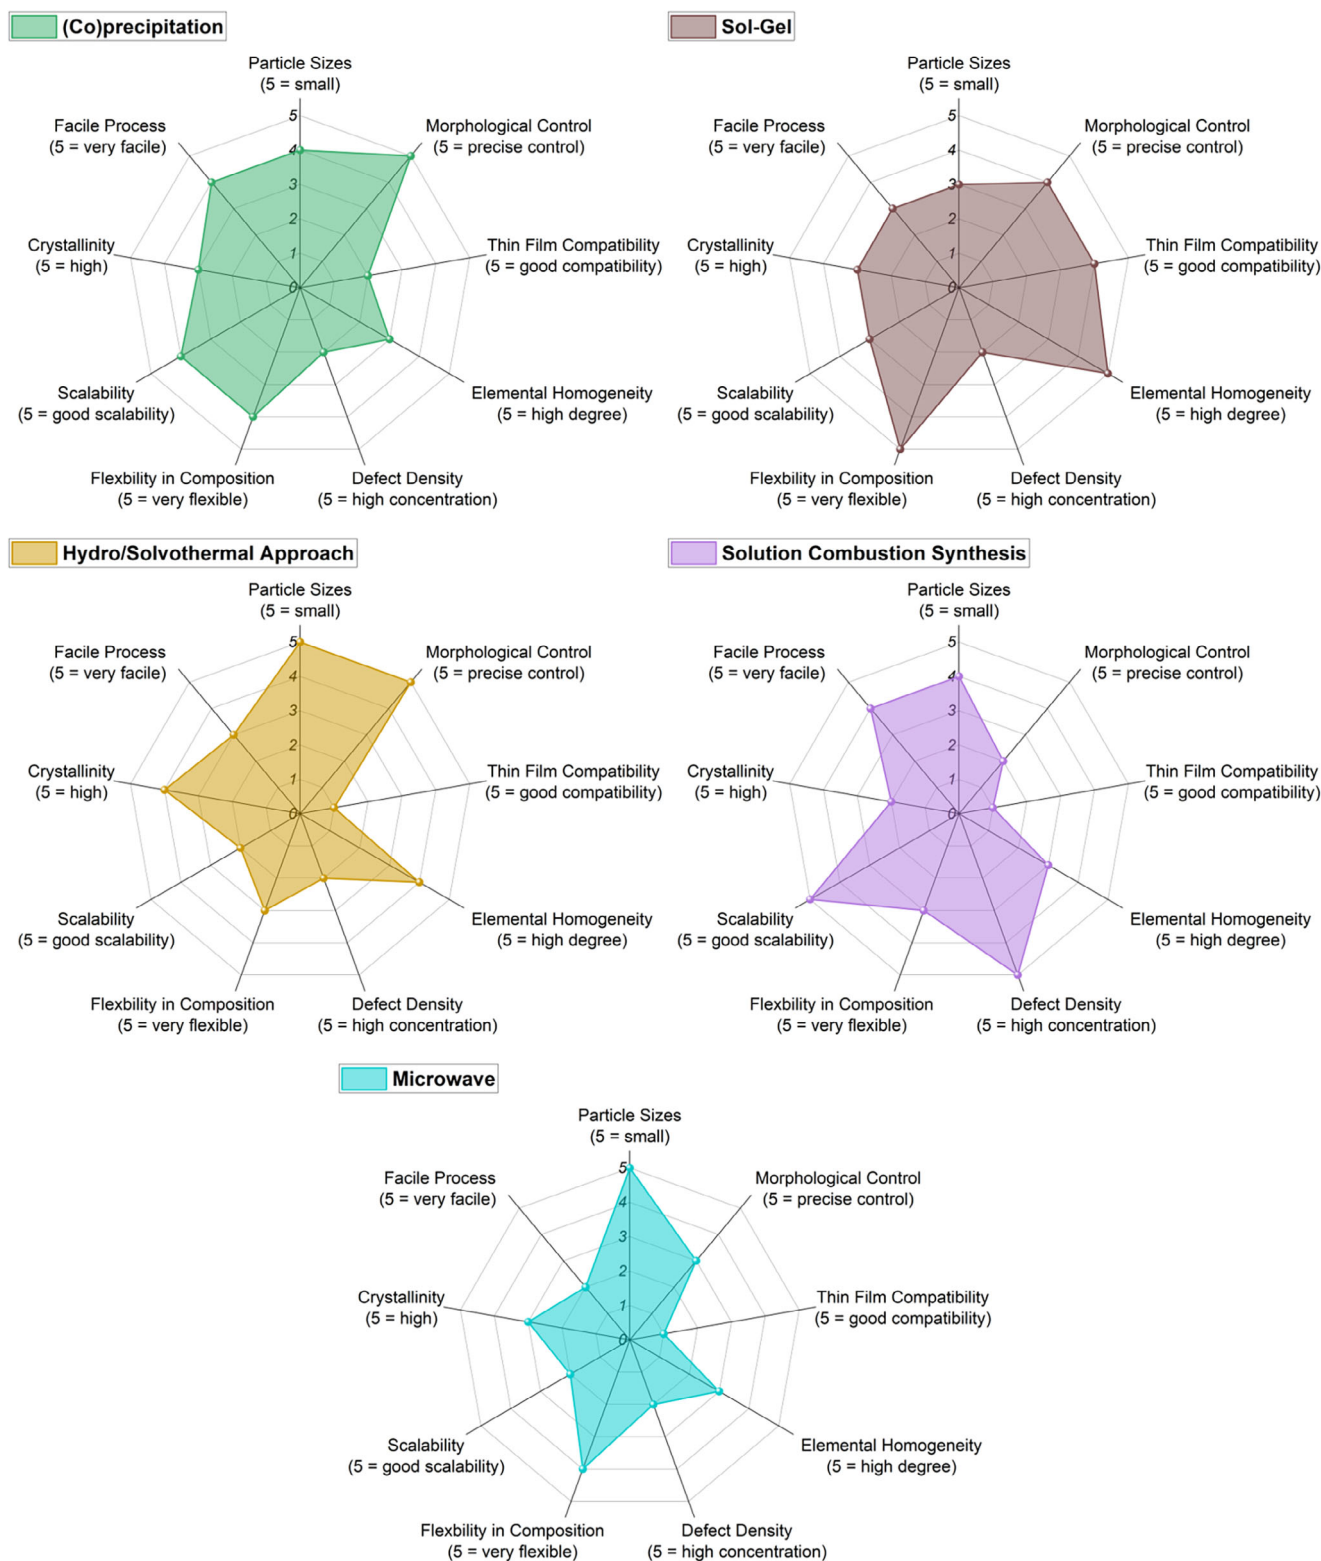 (Co)precipitation
Particle Sizes
(5 = small)
Morphological Control
(5 = precise control)
Thin Film Compatibility
(5 = good compatibility)
Elemental Homogeneity
(5 = high degree)
Defect Density
(5 = high concentration)
Flexbility in Composition
(5 = very flexible)
Scalability
(5 = good scalability)
Crystallinity
(5 = high)
Facile Process
(5 = very facile)
5
4
3
2
1
0
Sol-Gel
Particle Sizes
(5 = small)
Morphological Control
(5 = precise control)
Thin Film Compatibility
(5 = good compatibility)
Elemental Homogeneity
(5 = high degree)
Defect Density
(5 = high concentration)
Flexbility in Composition
(5 = very flexible)
Scalability
(5 = good scalability)
Crystallinity
(5 = high)
Facile Process
(5 = very facile)
5
4
3
2
1
0
Hydro/Solvothermal Approach
Particle Sizes
(5 = small)
Morphological Control
(5 = precise control)
Thin Film Compatibility
(5 = good compatibility)
Elemental Homogeneity
(5 = high degree)
Defect Density
(5 = high concentration)
Flexbility in Composition
(5 = very flexible)
Scalability
(5 = good scalability)
Crystallinity
(5 = high)
Facile Process
(5 = very facile)
5
4
3
2
1
0
Solution Combustion Synthesis
Particle Sizes
(5 = small)
Morphological Control
(5 = precise control)
Thin Film Compatibility
(5 = good compatibility)
Elemental Homogeneity
(5 = high degree)
Defect Density
(5 = high concentration)
Flexbility in Composition
(5 = very flexible)
Scalability
(5 = good scalability)
Crystallinity
(5 = high)
Facile Process
(5 = very facile)
5
4
3
2
1
0
Microwave
Particle Sizes
(5 = small)
Morphological Control
(5 = precise control)
Thin Film Compatibility
(5 = good compatibility)
Elemental Homogeneity
(5 = high degree)
Defect Density
(5 = high concentration)
Flexbility in Composition
(5 = very flexible)
Scalability
(5 = good scalability)
Crystallinity
(5 = high)
Facile Process
(5 = very facile)
5
4
3
2
1
0